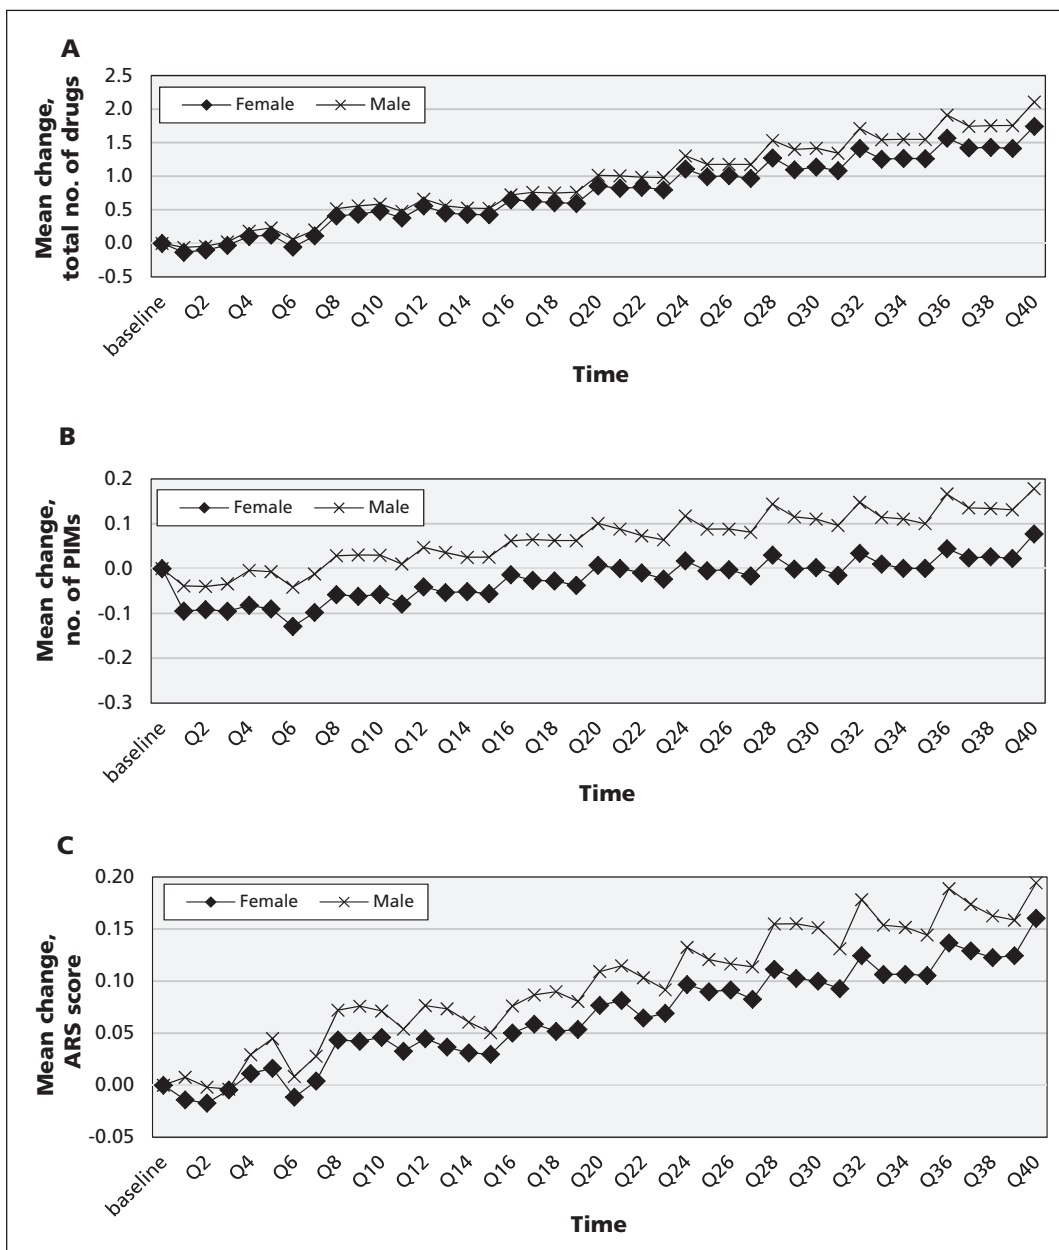 A
Mean change,
total no. of drugs
2.5
2.0
1.5
1.0
0.5
0.0
-0.5
Female Male
baseline Q2 Q4 Q6 Q8 Q10 Q12 Q14 Q16 Q18 Q20 Q22 Q24 Q26 Q28 Q30 Q32 Q34 Q36 Q38 Q40
Time
B
Mean change,
no. of PIMs
0.2
0.1
0.0
-0.1
-0.2
-0.3
Female Male
baseline Q2 Q4 Q6 Q8 Q10 Q12 Q14 Q16 Q18 Q20 Q22 Q24 Q26 Q28 Q30 Q32 Q34 Q36 Q38 Q40
Time
C
Mean change,
ARS score
0.20
0.15
0.10
0.05
0.00
-0.05
Female Male
baseline Q2 Q4 Q6 Q8 Q10 Q12 Q14 Q16 Q18 Q20 Q22 Q24 Q26 Q28 Q30 Q32 Q34 Q36 Q38 Q40
Time